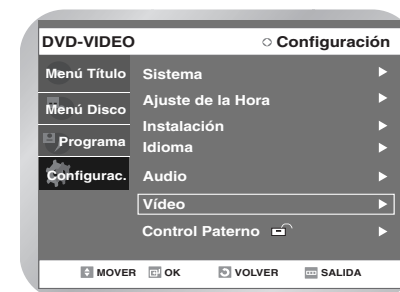 DVD-VIDEO
Configuración
Menú Título
Menú Disco
Programa
Configurac.
Sistema
Ajuste de la Hora
Instalación
Idioma
Audio
Vídeo
Control Paterno
MOVER OK VOLVER SALIDA